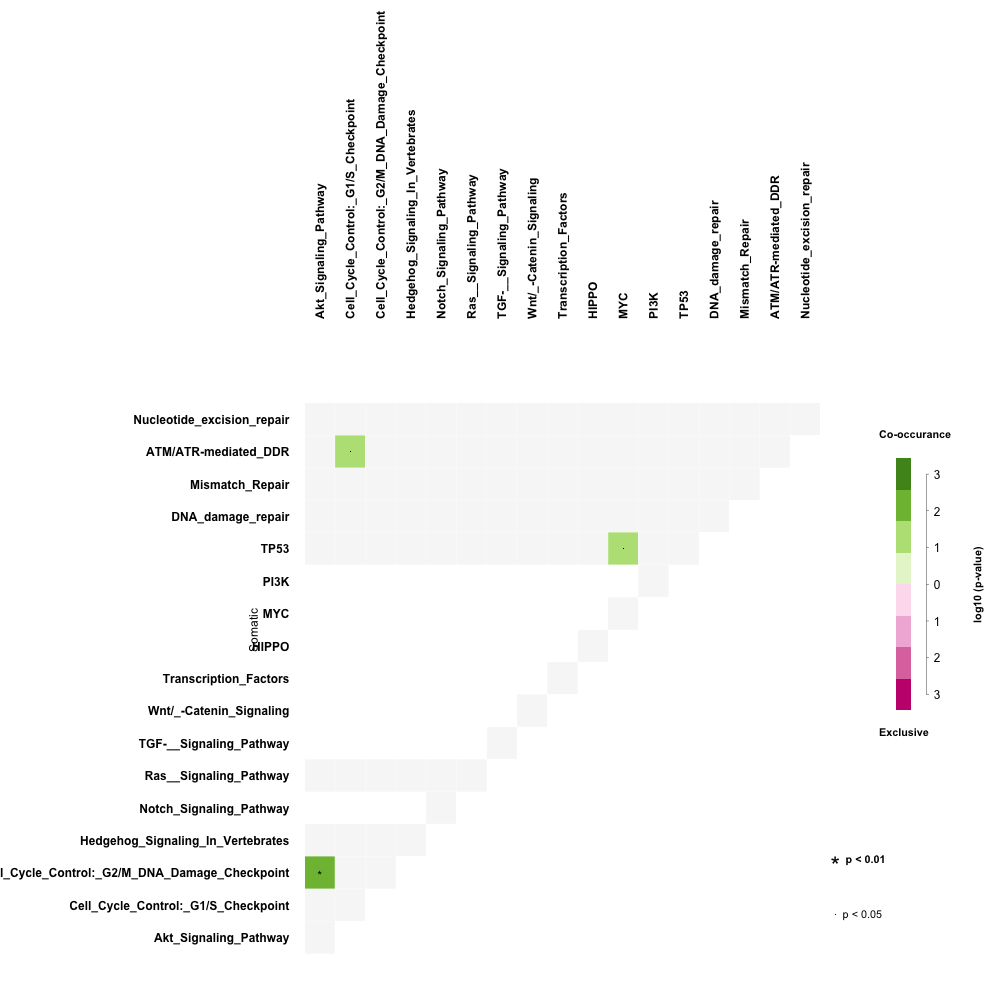 Akt_Signaling_Pathway
Cell_Cycle_Control:_G1/S_Checkpoint
Cell_Cycle_Control:_G2/M_DNA_Damage_Checkpoint
Hedgehog_Signaling_In_Vertebrates
Notch_Signaling_Pathway
Ras__Signaling_Pathway
TGF-__Signaling_Pathway
Wnt/_-Catenin_Signaling
Transcription_Factors
HIPPO
MYC
PI3K
TP53
DNA_damage_repair
Mismatch_Repair
ATM/ATR-mediated_DDR
Nucleotide_excision_repair
Nucleotide_excision_repair
ATM/ATR-mediated_DDR
Mismatch_Repair
DNA_damage_repair
TP53
PI3K
MYC
HIPPO
Transcription_Factors
Wnt/_-Catenin_Signaling
TGF-__Signaling_Pathway
Ras__Signaling_Pathway
Notch_Signaling_Pathway
Hedgehog_Signaling_In_Vertebrates
l_Cycle_Control:_G2/M_DNA_Damage_Checkpoint
Cell_Cycle_Control:_G1/S_Checkpoint
Akt_Signaling_Pathway
Somatic
·
·
*
Co-occurance
3
2
1
0
1
2
3
log10 (p-value)
Exclusive
* p < 0.01
· p < 0.05